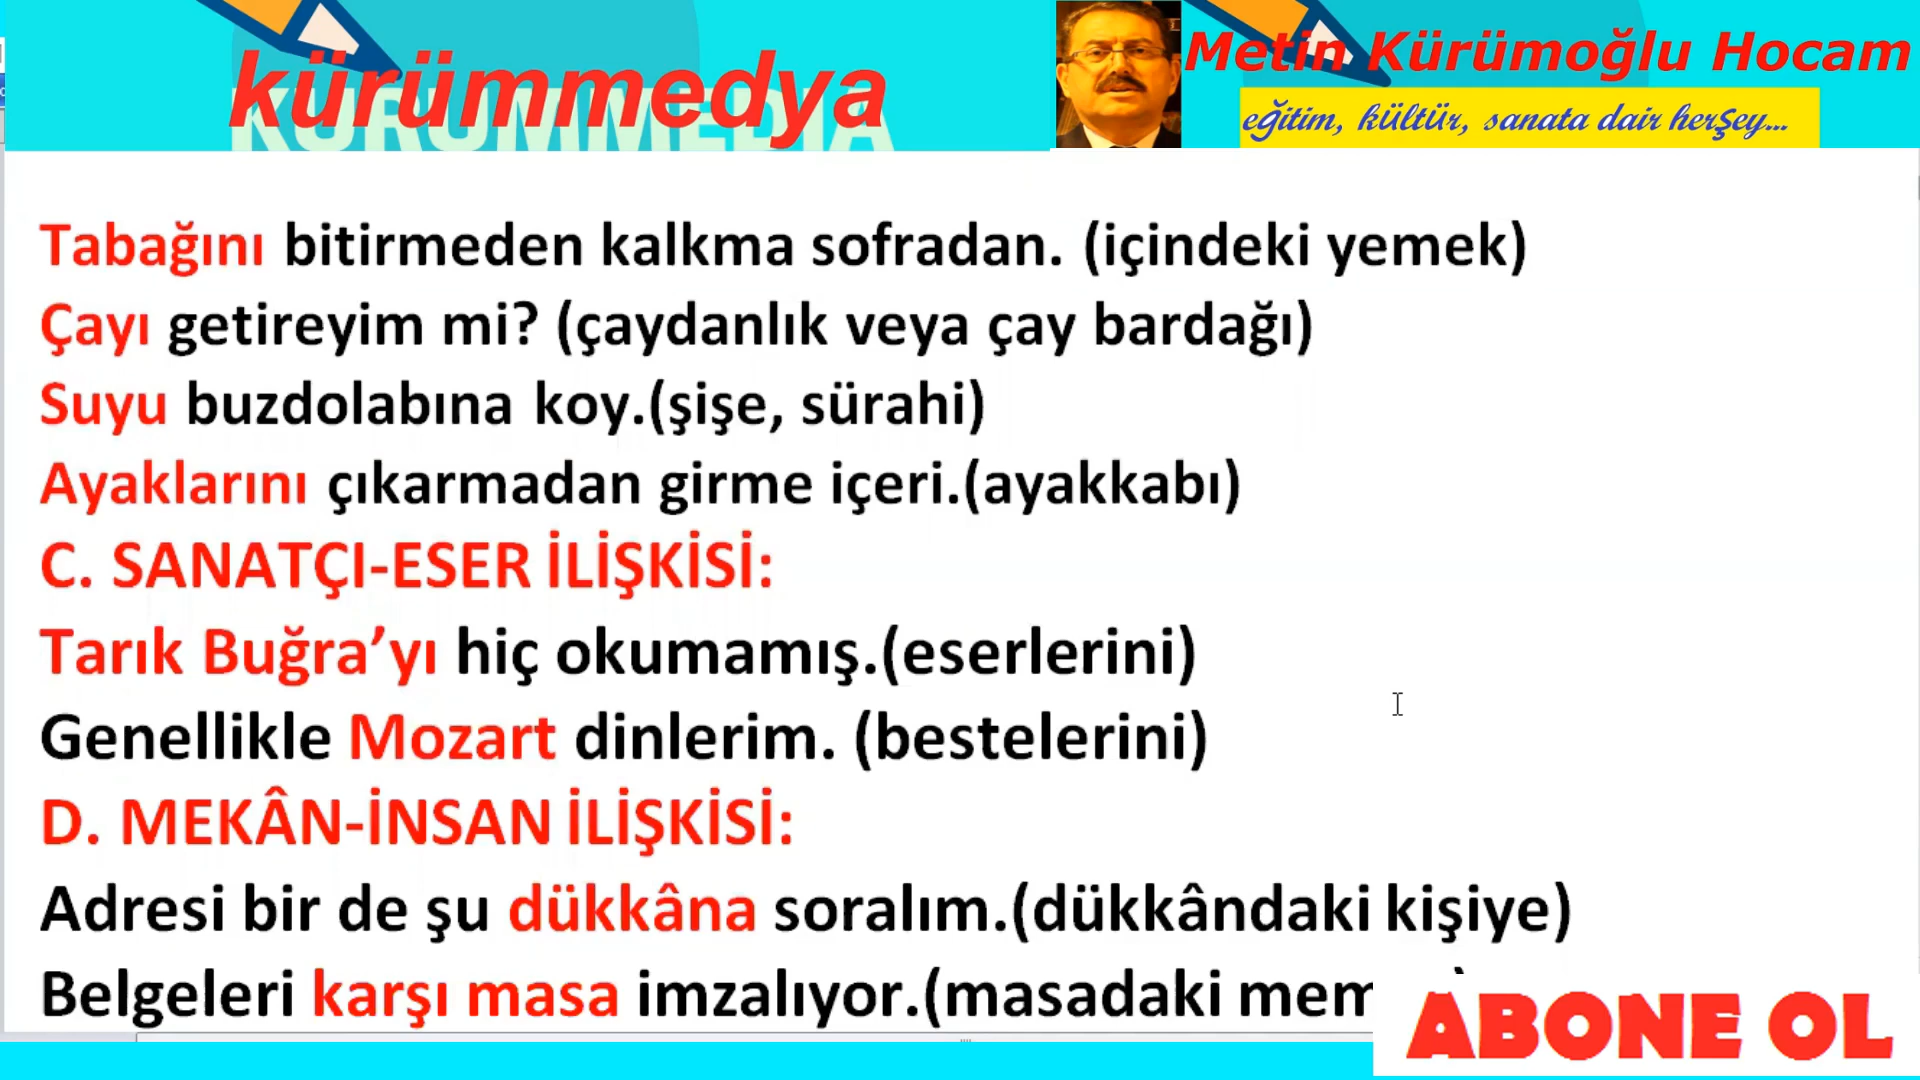 kürümmedya
KÜRÜMMEDIA
Metin Kürümoğlu Hocam
eğitim, kültür, sanata dair herşey...
Tabağını bitirmeden kalkma sofradan. (içindeki yemek)
Çayı getireyim mi? (çaydanlık veya çay bardağı)
Suyu buzdolabına koy.(şişe, sürahi)
Ayaklarını çıkarmadan girme içeri.(ayakkabı)
C. SANATÇI-ESER İLİŞKİSİ:
Tarık Buğra’yı hiç okumamış.(eserlerini)
Genellikle Mozart dinlerim. (bestelerini)
D. MEKÂN-İNSAN İLİŞKİSİ:
Adresi bir de şu dükkâna soralım.(dükkândaki kişiye)
Belgeleri karşı masa imzalıyor.(masadaki
ABONE OL